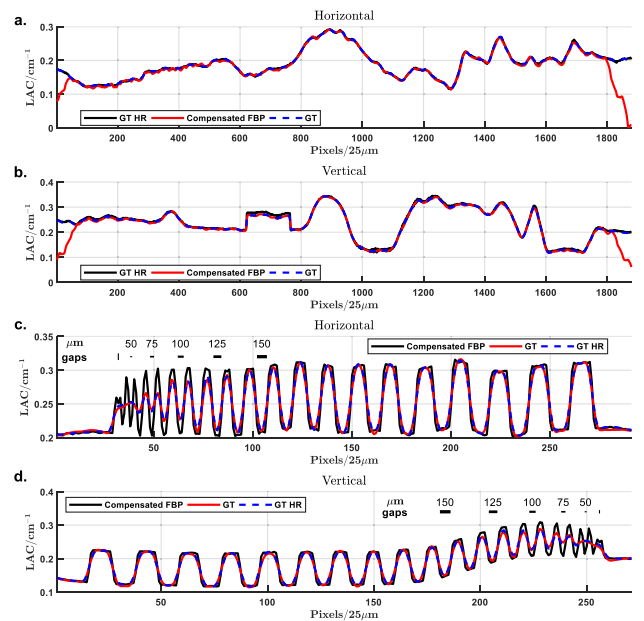 a.
Horizontal
LAC/cm⁻¹
0.3
0.2
0.1
0
GT HR Compensated FBP GT
200 400 600 800 1000 1200 1400 1600 1800
Pixels/25μm
b.
Vertical
LAC/cm⁻¹
0.4
0.3
0.2
0.1
0
GT HR Compensated FBP GT
200 400 600 800 1000 1200 1400 1600 1800
Pixels/25μm
c.
Horizontal
LAC/cm⁻¹
0.35
0.3
0.25
0.2
μm 50 75 100 125 150
gaps
Compensated FBP GT GT HR
50 100 150 200 250
Pixels/25μm
d.
Vertical
LAC/cm⁻¹
0.4
0.3
0.2
0.1
Compensated FBP GT GT HR
μm 150 125 100 75 50
gaps
50 100 150 200 250
Pixels/25μm